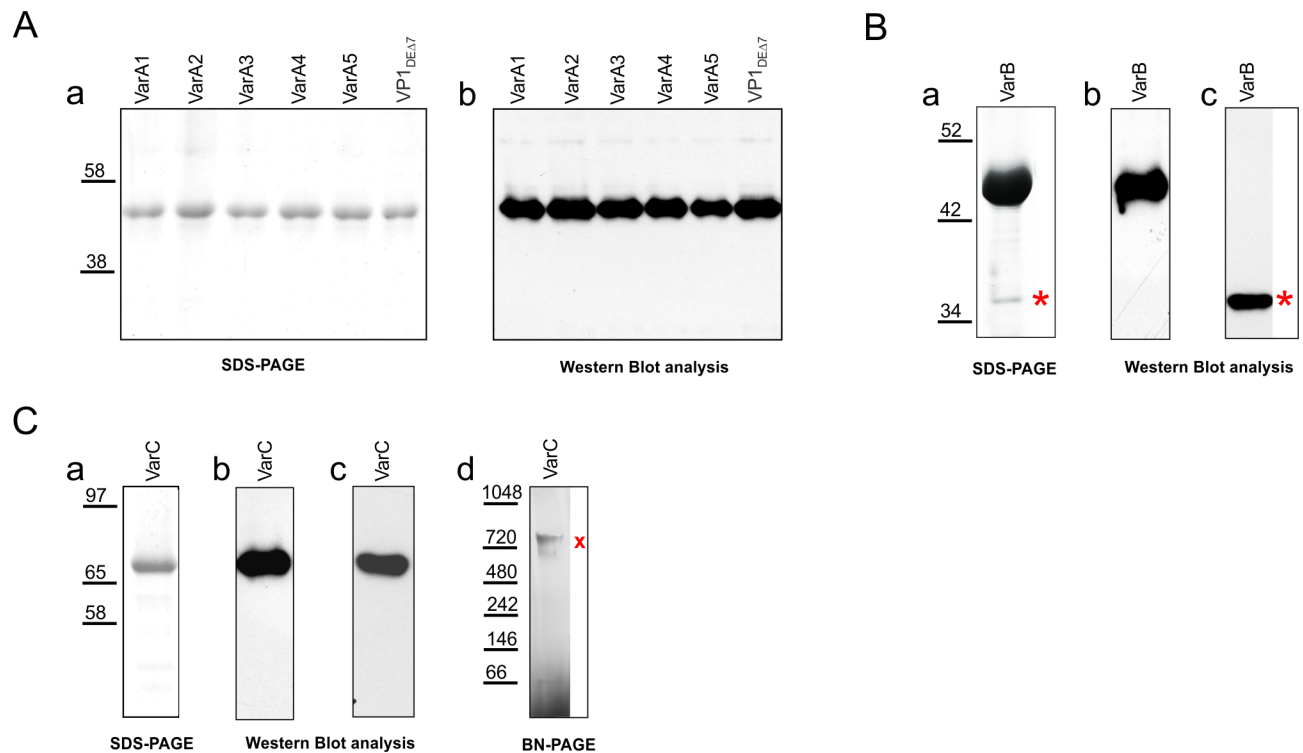 A
a
VarA1 VarA2 VarA3 VarA4 VarA5 VP1DEΔ7
58
38
SDS-PAGE
b
VarA1 VarA2 VarA3 VarA4 VarA5 VP1DEΔ7
Western Blot analysis
B
a
VarB
52
42
34
*
SDS-PAGE
b
VarB
c
VarB
*
Western Blot analysis
C
a
VarC
97
65
58
SDS-PAGE
b
VarC
c
VarC
Western Blot analysis
d
VarC
1048
720
480
242
146
66
x
BN-PAGE